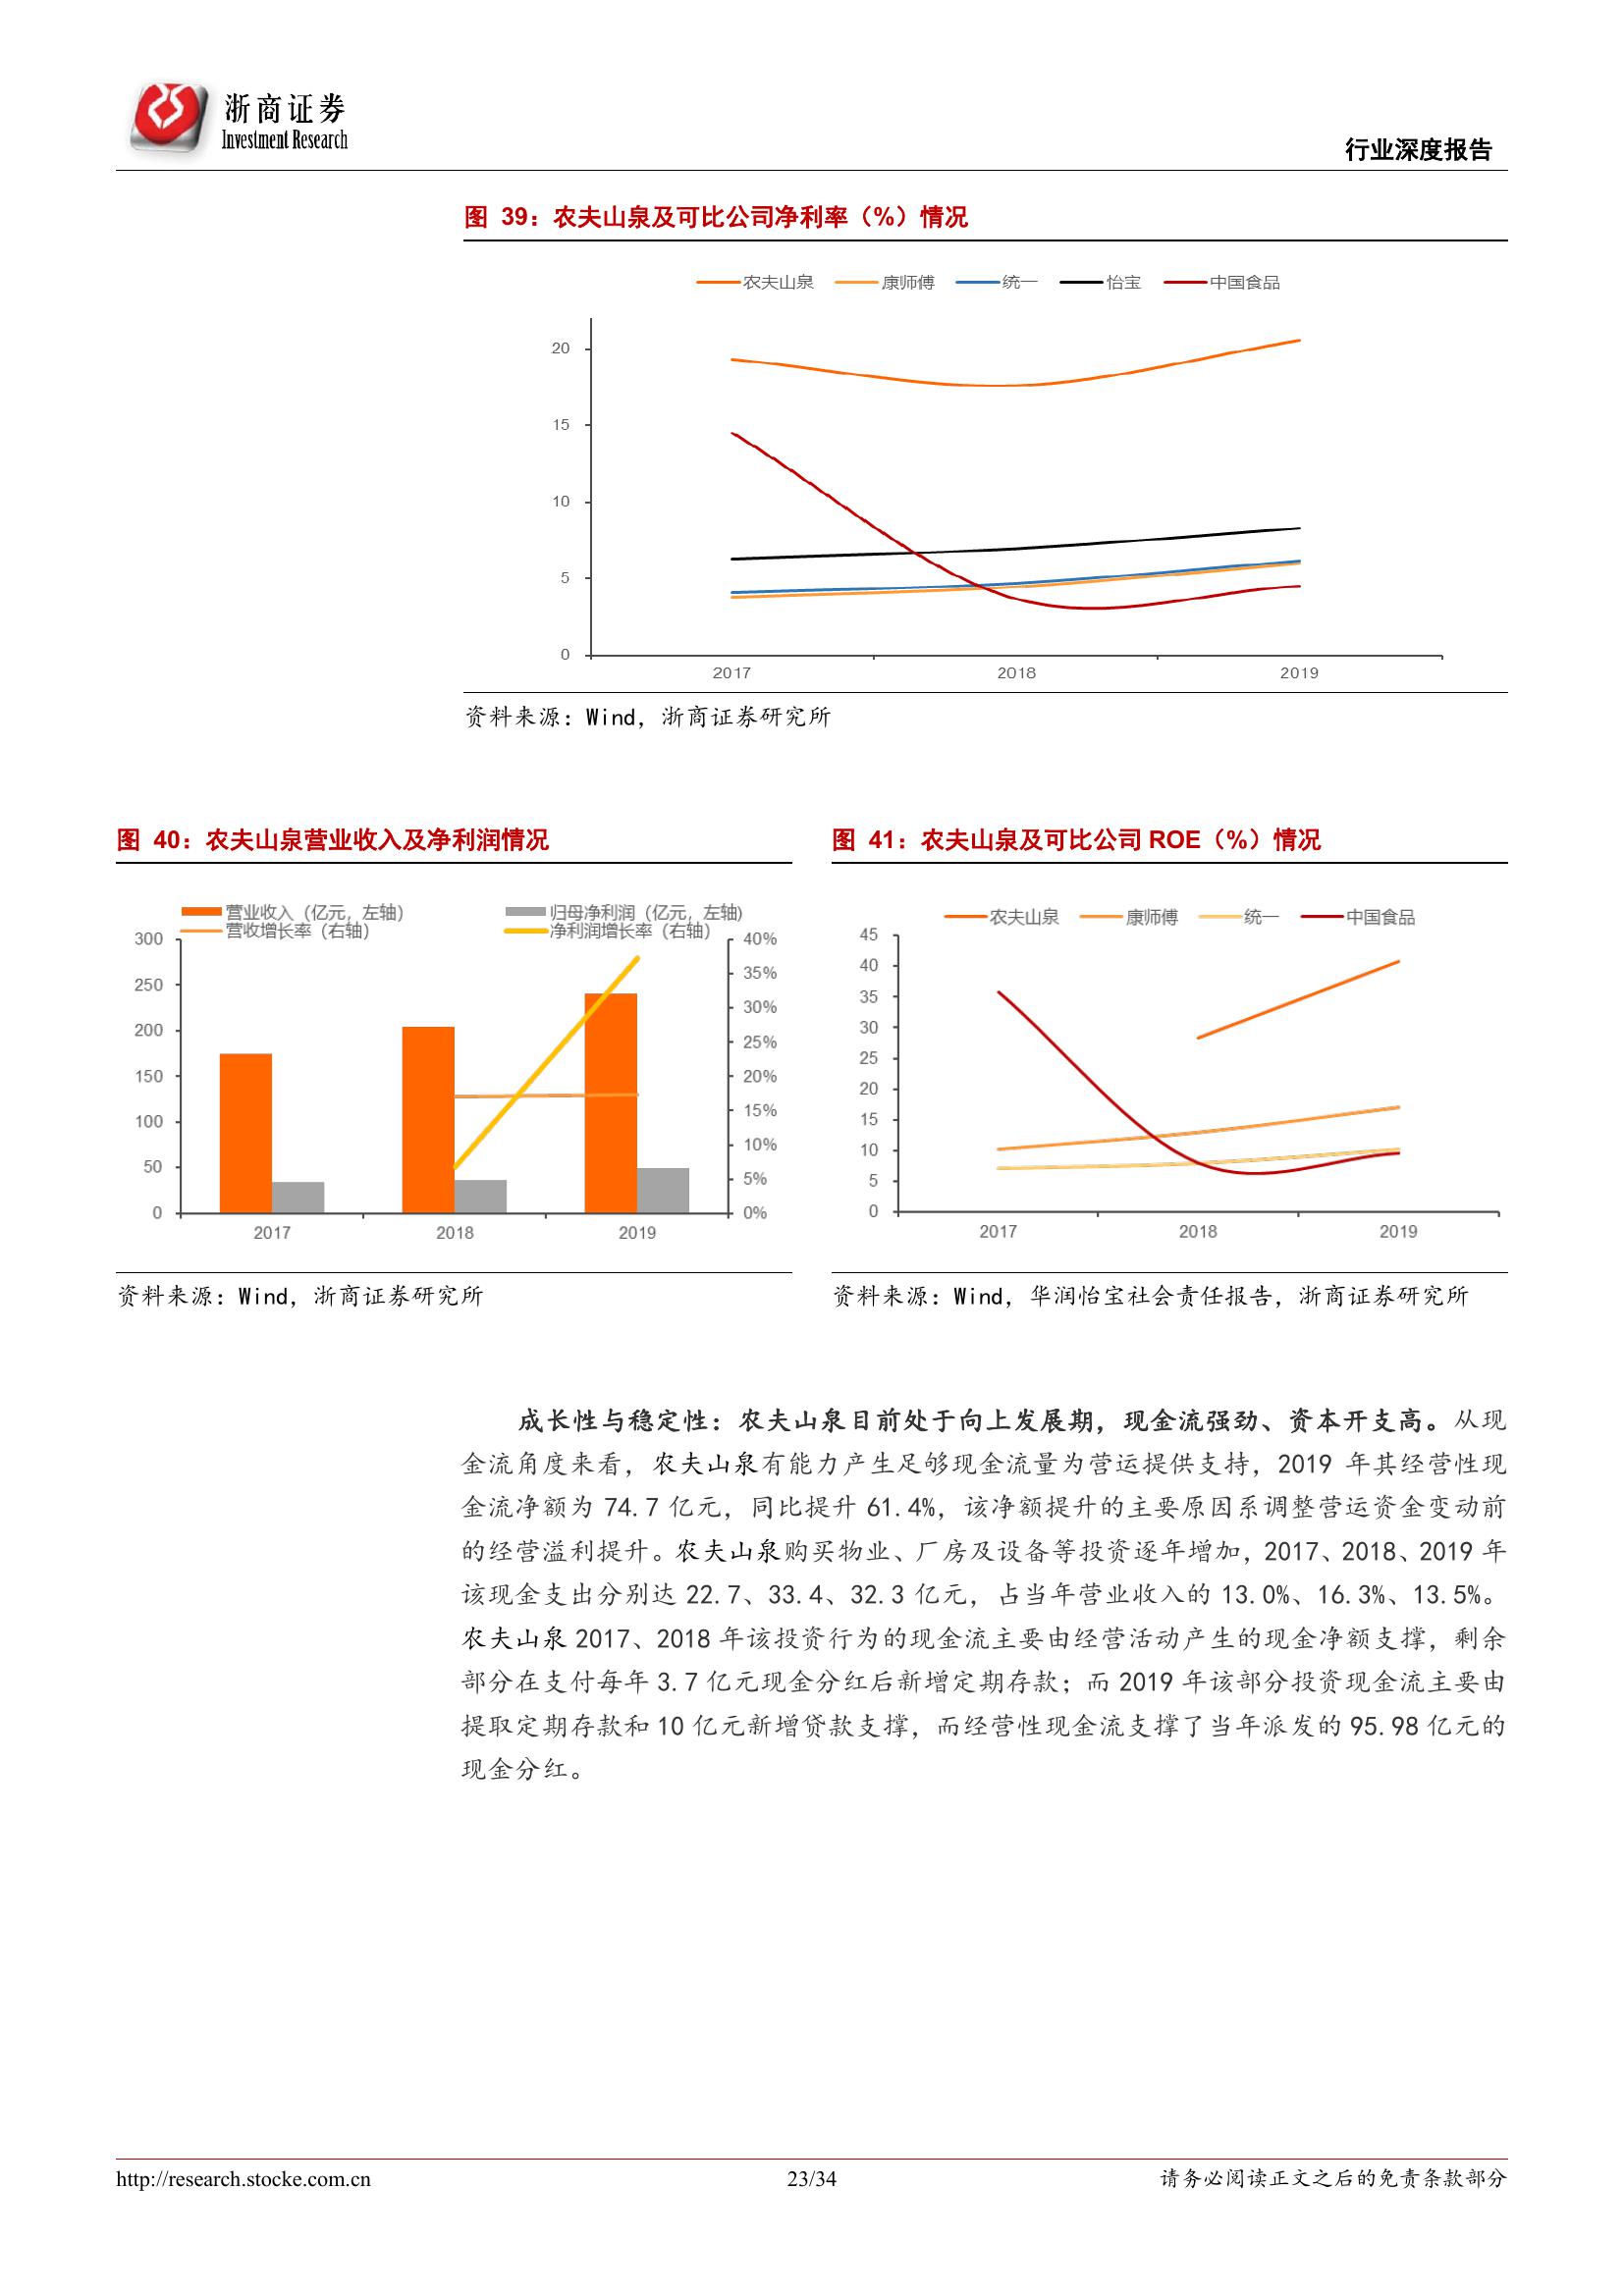 浙商证券
Investment Research
行业深度报告
图 39：农夫山泉及可比公司净利率（%）情况
农夫山泉 康师傅 统一 怡宝 中国食品
20
15
10
5
0
2017 2018 2019
资料来源：Wind，浙商证券研究所
图 40：农夫山泉营业收入及净利润情况
营业收入（亿元，左轴） 归母净利润（亿元，左轴）
营收增长率（右轴） 净利润增长率（右轴）
300 40%
35%
250
30%
200
25%
150 20%
15%
100
10%
50
5%
0 0%
2017 2018 2019
资料来源：Wind，浙商证券研究所
图 41：农夫山泉及可比公司 ROE（%）情况
农夫山泉 康师傅 统一 中国食品
45
40
35
30
25
20
15
10
5
0
2017 2018 2019
资料来源：Wind，华润怡宝社会责任报告，浙商证券研究所
成长性与稳定性：农夫山泉目前处于向上发展期，现金流强劲、资本开支高。从现
金流角度来看，农夫山泉有能力产生足够现金流量为营运提供支持，2019 年其经营性现
金流净额为 74.7 亿元，同比提升 61.4%，该净额提升的主要原因系调整营运资金变动前
的经营溢利提升。农夫山泉购买物业、厂房及设备等投资逐年增加，2017、2018、2019 年
该现金支出分别达 22.7、33.4、32.3 亿元，占当年营业收入的 13.0%、16.3%、13.5%。
农夫山泉 2017、2018 年该投资行为的现金流主要由经营活动产生的现金净额支撑，剩余
部分在支付每年 3.7 亿元现金分红后新增定期存款；而 2019 年该部分投资现金流主要由
提取定期存款和 10 亿元新增贷款支撑，而经营性现金流支撑了当年派发的 95.98 亿元的
现金分红。
http://research.stocke.com.cn 23/34 请务必阅读正文之后的免责条款部分